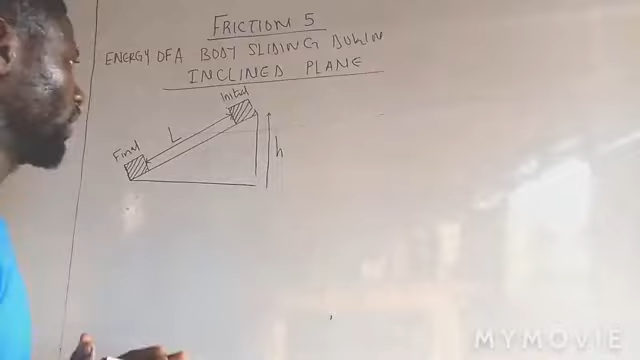 FRICTION 5
ENERGY OF A BODY SLIDING DOWN
INCLINED PLANE
Initial
L
Final
h
MYMOVIE